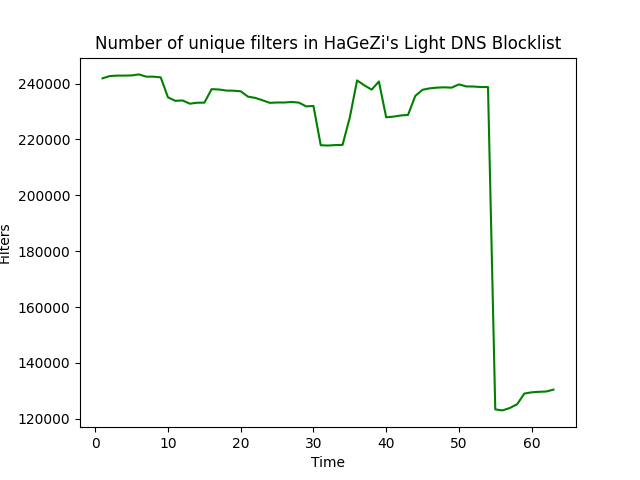 Number of unique filters in HaGeZi's Light DNS Blocklist
240000
220000
200000
180000
160000
140000
120000
Filters
0 10 20 30 40 50 60
Time